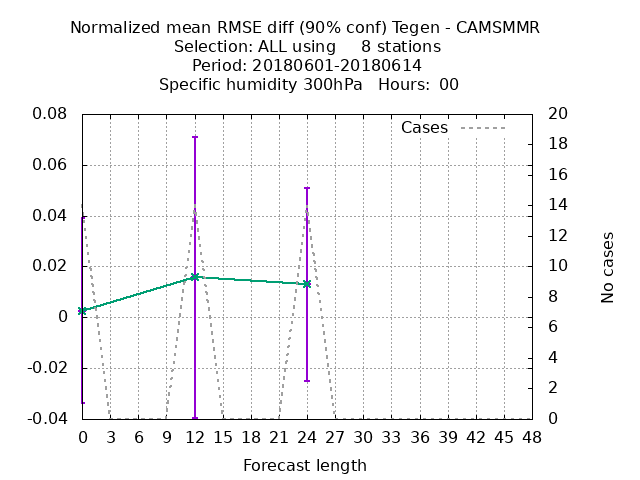 Normalized mean RMSE diff (90% conf) Tegen - CAMSMMR
Selection: ALL using 8 stations
Period: 20180601-20180614
Specific humidity 300hPa Hours: 00
Cases
0.08
0.06
0.04
0.02
0
-0.02
-0.04
20
18
16
14
12
10
8
6
4
2
0
No cases
0 3 6 9 12 15 18 21 24 27 30 33 36 39 42 45 48
Forecast length